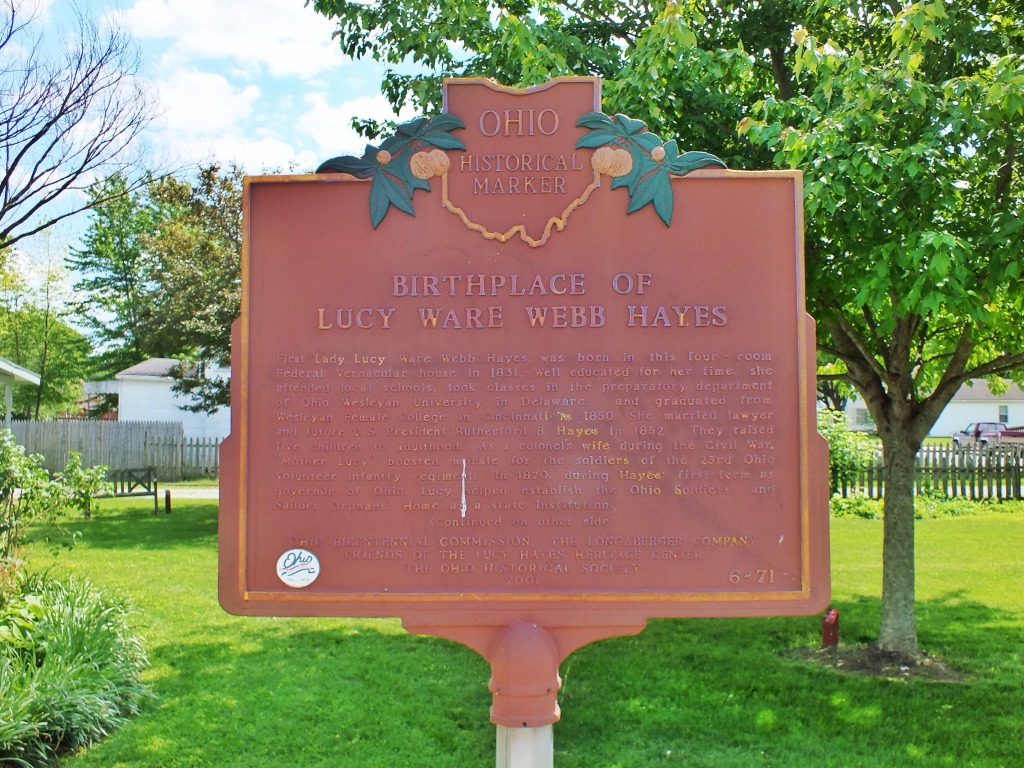 OHIO
HISTORICAL
MARKER
BIRTHPLACE OF
LUCY WARE WEBB HAYES
First Lady Lucy Ware Webb Hayes was born in this four-room
Federal Vernacular house in 1831. Well educated for her time, she
attended local schools, took classes in the preparatory department
of Ohio Wesleyan University in Delaware, and graduated from
Wesleyan Female College in Cincinnati in 1850. She married lawyer
and future U.S. President Rutherford B. Hayes in 1852. They raised
five children to adulthood. As a colonel's wife during the Civil War,
"Mother Lucy" boosted morale for the soldiers of the 23rd Ohio
Volunteer Infantry regiment. In 1870, during Hayes' first term as
governor of Ohio, Lucy helped establish the Ohio Soldiers' and
Sailors' Orphans' Home as a state institution.
(Continued on other side)
OHIO BICENTENNIAL COMMISSION, THE LONGABERGER COMPANY
FRIENDS OF THE LUCY HAYES HERITAGE CENTER
THE OHIO HISTORICAL SOCIETY
2001
6-71
Ohio